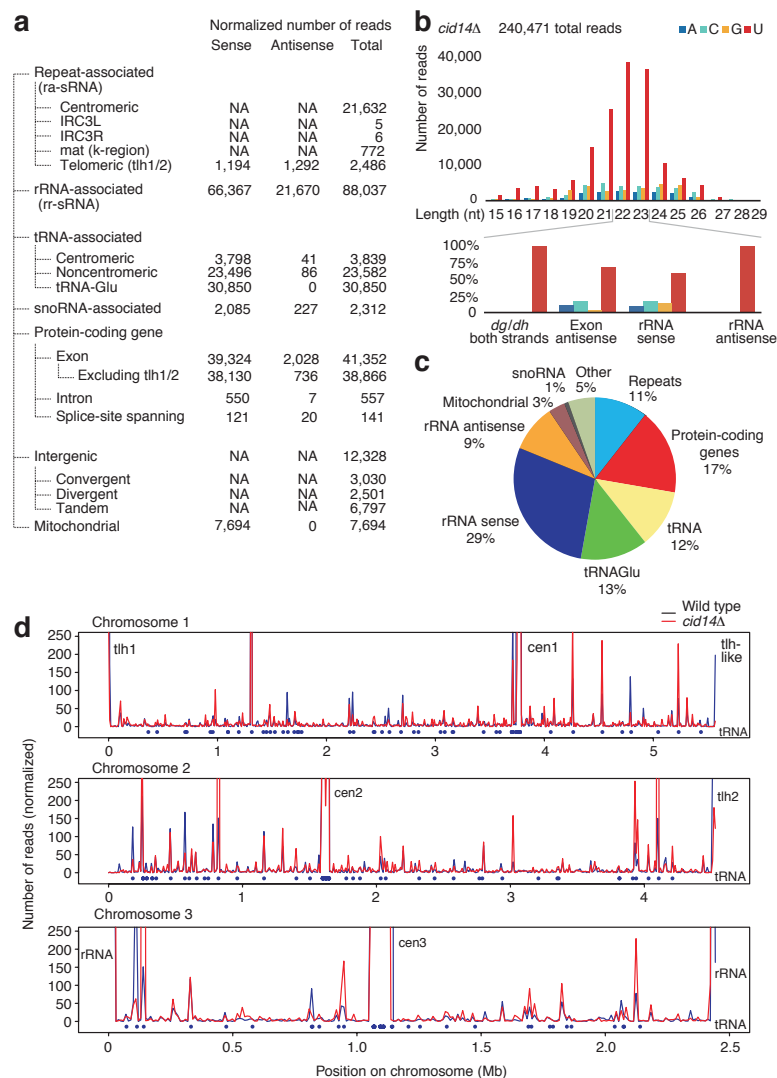 a
Normalized number of reads
Sense Antisense Total
Repeat-associated
(ra-sRNA)
Centromeric NA NA 21,632
IRC3L NA NA 5
IRC3R NA NA 6
mat (k-region) NA NA 772
Telomeric (tlh1/2) 1,194 1,292 2,486
rRNA-associated 66,367 21,670 88,037
(rr-sRNA)
tRNA-associated
Centromeric 3,798 41 3,839
Noncentromeric 23,496 86 23,582
tRNA-Glu 30,850 0 30,850
snoRNA-associated 2,085 227 2,312
Protein-coding gene
Exon 39,324 2,028 41,352
Excluding tlh1/2 38,130 736 38,866
Intron 550 7 557
Splice-site spanning 121 20 141
Intergenic NA NA 12,328
Convergent NA NA 3,030
Divergent NA NA 2,501
Tandem NA NA 6,797
Mitochondrial 7,694 0 7,694
b
cid14Δ 240,471 total reads
A C G U
Number of reads
40,000
30,000
20,000
10,000
0
Length (nt) 15 16 17 18 19 20 21 22 23 24 25 26 27 28 29
100%
75%
50%
25%
0
dg/dh both strands
Exon antisense
rRNA sense
rRNA antisense
c
snoRNA 1%
Other 5%
Repeats 11%
Mitochondrial 3%
rRNA antisense 9%
Protein-coding genes 17%
rRNA sense 29%
tRNA 12%
tRNAGlu 13%
d
Wild type
cid14Δ
Number of reads (normalized)
Chromosome 1
250
200
150
100
50
0
tlh1
cen1
tlh-like
tRNA
0 1 2 3 4 5
Chromosome 2
250
200
150
100
50
0
cen2
tlh2
tRNA
0 1 2 3 4
Chromosome 3
250
200
150
100
50
0
rRNA
cen3
rRNA
tRNA
0 0.5 1.0 1.5 2.0 2.5
Position on chromosome (Mb)